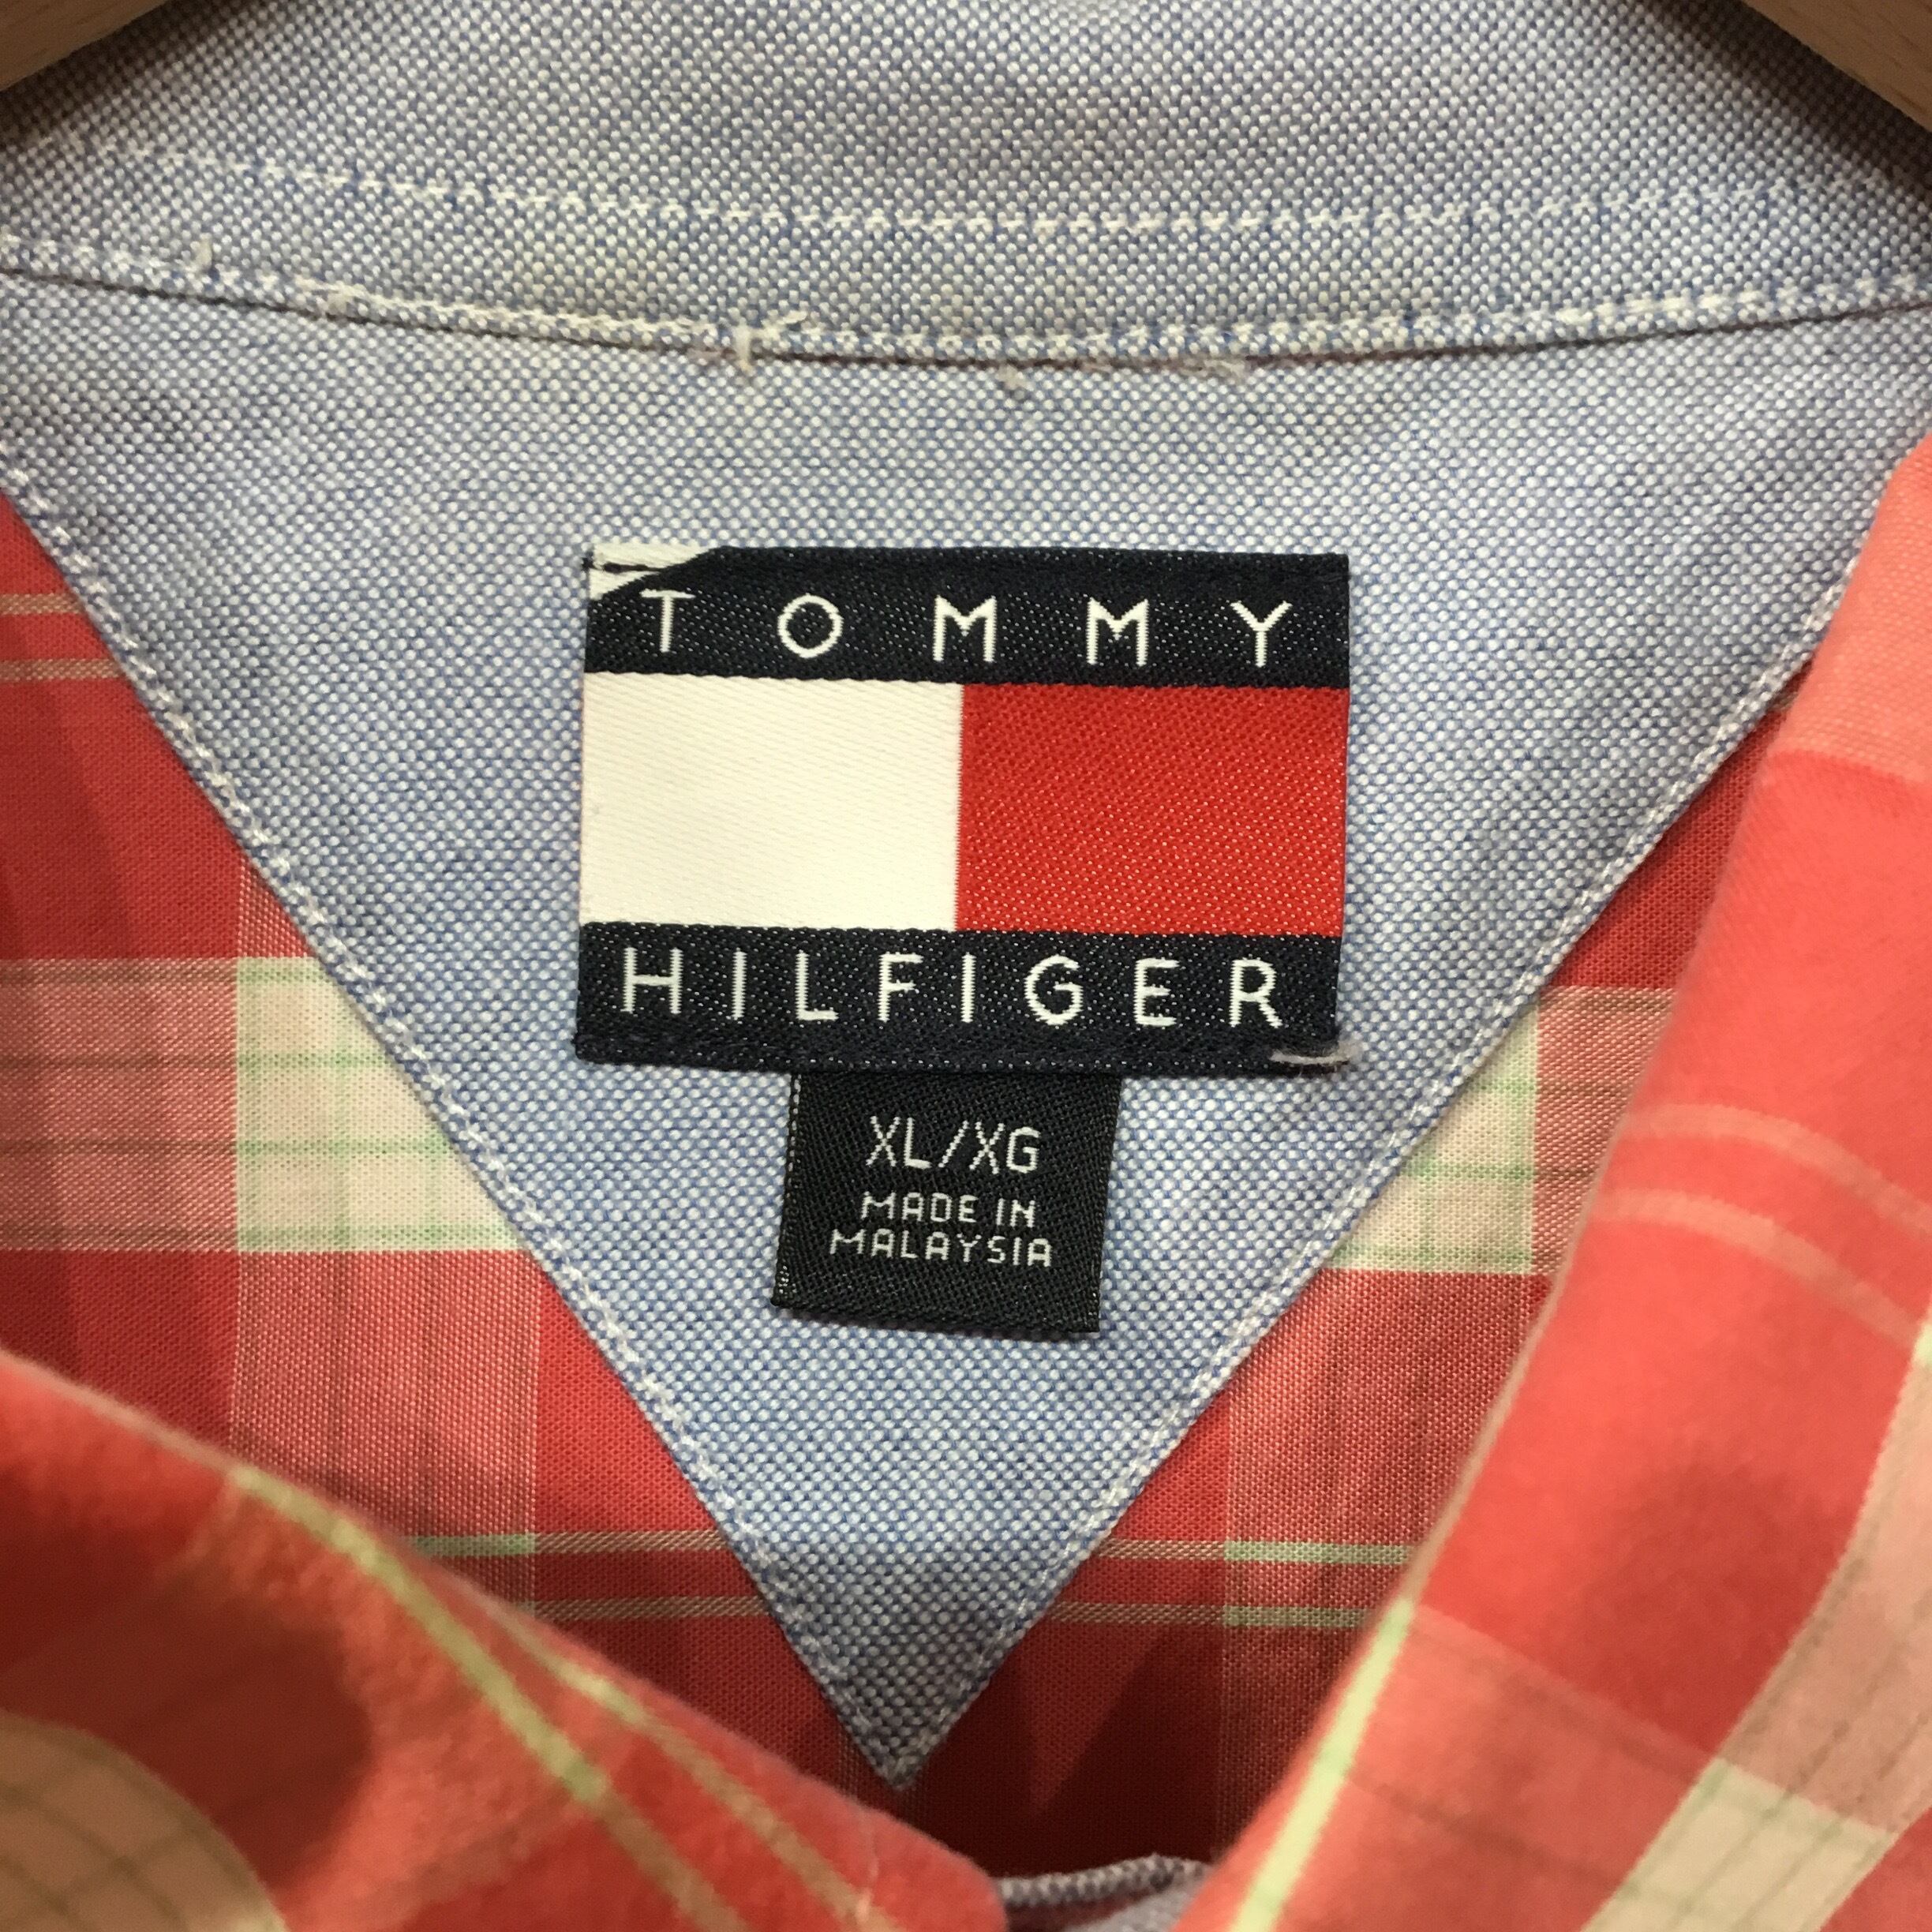 TOMMY
HILFIGER
XL/XG
MADE IN
MALAYSIA